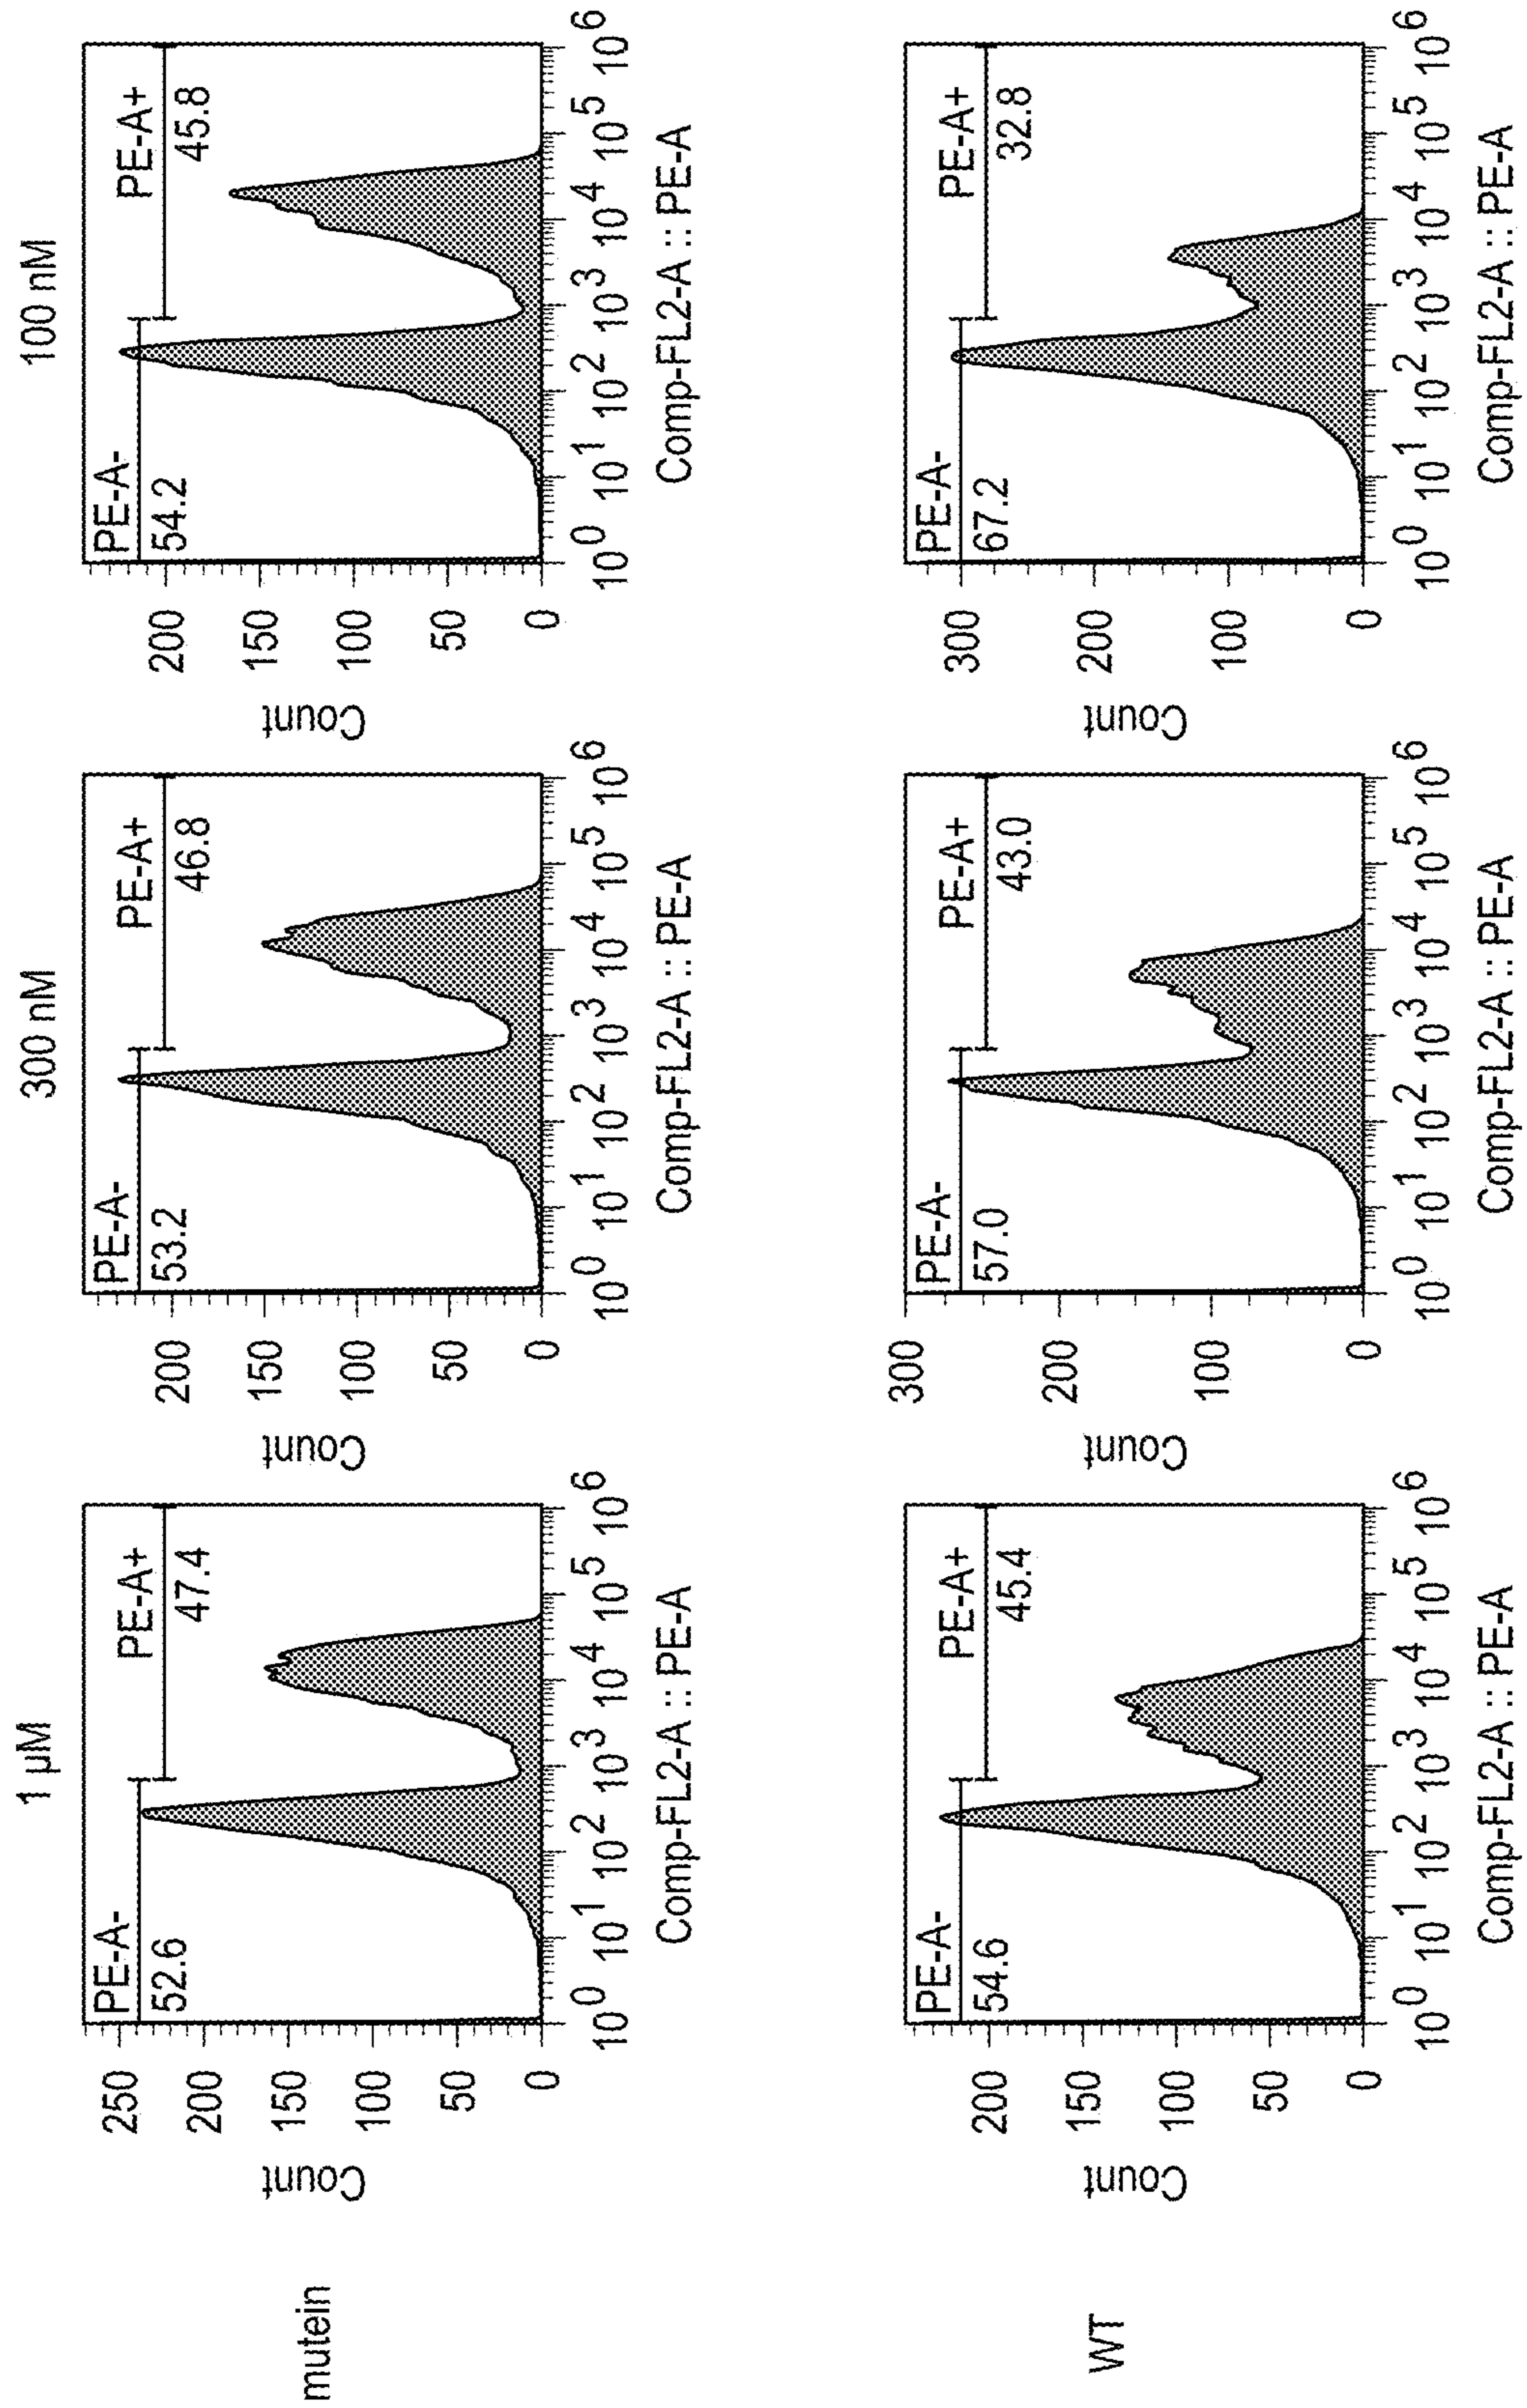 1 µM
300 nM
100 nM
mutein
Count
250
200
150
100
50
0
PE-A-
52.6
PE-A+
47.4
10^0 10^1 10^2 10^3 10^4 10^5 10^6
Comp-FL2-A :: PE-A
Count
200
150
100
50
0
PE-A-
53.2
PE-A+
46.8
10^0 10^1 10^2 10^3 10^4 10^5 10^6
Comp-FL2-A :: PE-A
Count
200
150
100
50
0
PE-A-
54.2
PE-A+
45.8
10^0 10^1 10^2 10^3 10^4 10^5 10^6
Comp-FL2-A :: PE-A
WT
Count
200
150
100
50
0
PE-A-
54.6
PE-A+
45.4
10^0 10^1 10^2 10^3 10^4 10^5 10^6
Comp-FL2-A :: PE-A
Count
300
200
100
0
PE-A-
57.0
PE-A+
43.0
10^0 10^1 10^2 10^3 10^4 10^5 10^6
Comp-FL2-A :: PE-A
Count
300
200
100
0
PE-A-
67.2
PE-A+
32.8
10^0 10^1 10^2 10^3 10^4 10^5 10^6
Comp-FL2-A :: PE-A